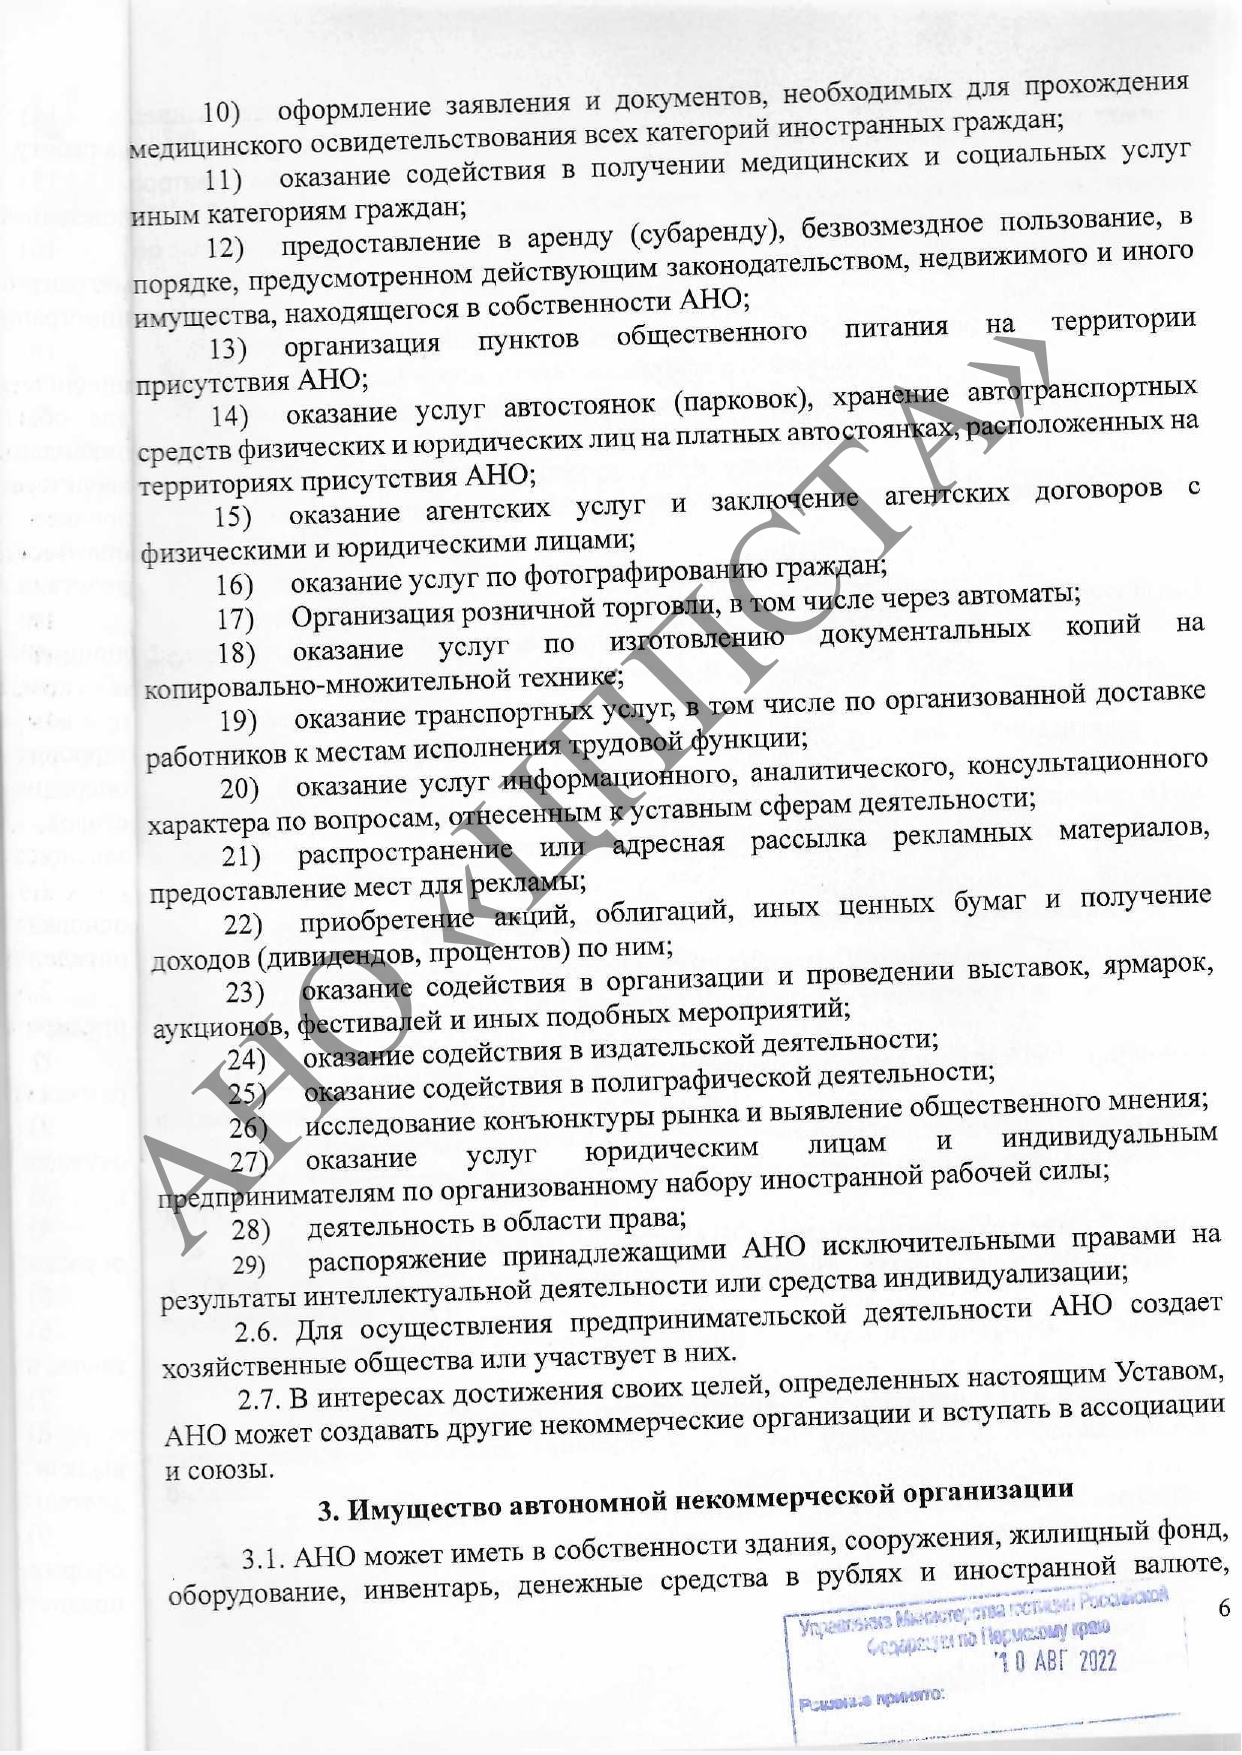 10) оформление заявления и документов, необходимых для прохождения
медицинского освидетельствования всех категорий иностранных граждан;
11) оказание содействия в получении медицинских и социальных услуг
иным категориям граждан;
12) предоставление в аренду (субаренду), безвозмездное пользование, в
порядке, предусмотренном действующим законодательством, недвижимого и иного
имущества, находящегося в собственности АНО;
13) организация пунктов общественного питания на территории
присутствия АНО;
14) оказание услуг автостоянок (парковок), хранение автотранспортных
средств физических и юридических лиц на платных автостоянках, расположенных на
территориях присутствия АНО;
15) оказание агентских услуг и заключение агентских договоров с
физическими и юридическими лицами;
16) оказание услуг по фотографированию граждан;
17) Организация розничной торговли, в том числе через автоматы;
18) оказание услуг по изготовлению документальных копий на
копировально-множительной технике;
19) оказание транспортных услуг, в том числе по организованной доставке
работников к местам исполнения трудовой функции;
20) оказание услуг информационного, аналитического, консультационного
характера по вопросам, отнесенным к уставным сферам деятельности;
21) распространение или адресная рассылка рекламных материалов,
предоставление мест для рекламы;
22) приобретение акций, облигаций, иных ценных бумаг и получение
доходов (дивидендов, процентов) по ним;
23) оказание содействия в организации и проведении выставок, ярмарок,
аукционов, фестивалей и иных подобных мероприятий;
24) оказание содействия в издательской деятельности;
25) оказание содействия в полиграфической деятельности;
26) исследование конъюнктуры рынка и выявление общественного мнения;
27) оказание услуг юридическим лицам и индивидуальным
предпринимателям по организованному набору иностранной рабочей силы;
28) деятельность в области права;
29) распоряжение принадлежащими АНО исключительными правами на
результаты интеллектуальной деятельности или средства индивидуализации;
2.6. Для осуществления предпринимательской деятельности АНО создает
хозяйственные общества или участвует в них.
2.7. В интересах достижения своих целей, определенных настоящим Уставом,
АНО может создавать другие некоммерческие организации и вступать в ассоциации
и союзы.
3. Имущество автономной некоммерческой организации
3.1. АНО может иметь в собственности здания, сооружения, жилищный фонд,
оборудование, инвентарь, денежные средства в рублях и иностранной валюте,
6
Управление Министерства юстиции Российской
Федерации по Пермскому краю
10 АВГ 2022
Решение принято:
АНО «ЦППСТА»